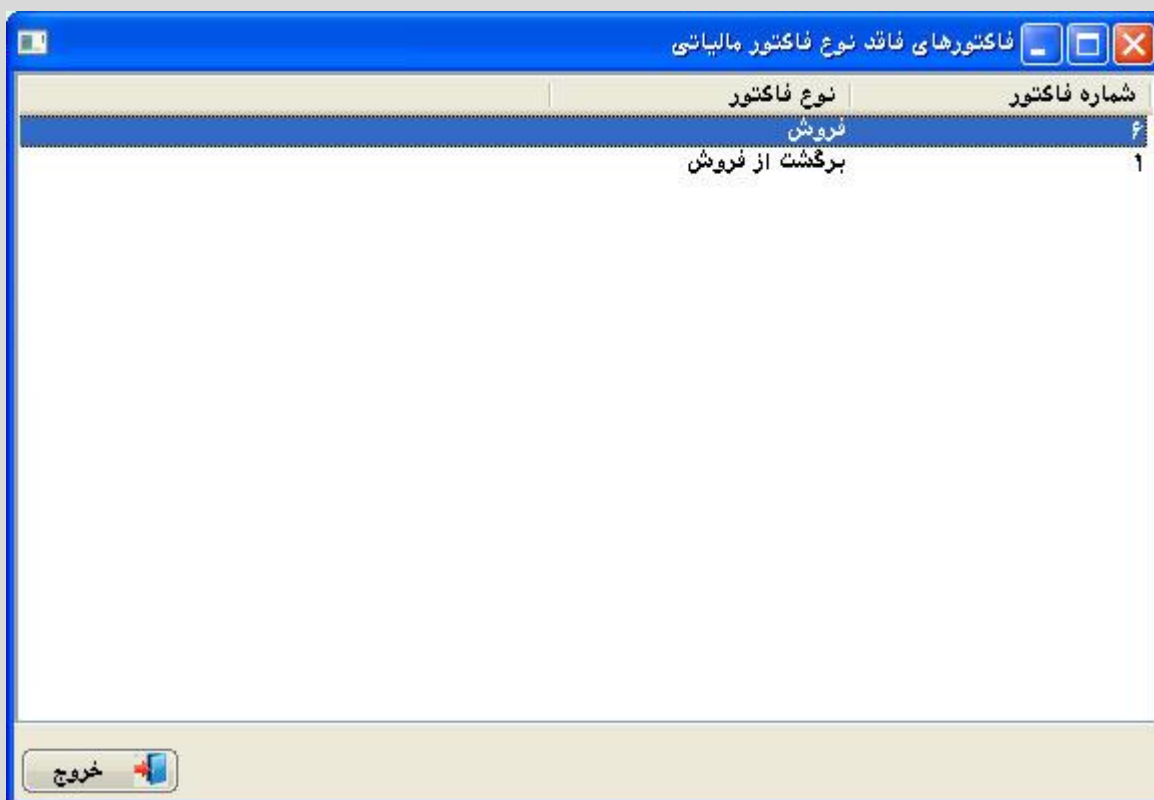 فاکتورهای فاقد نوع فاکتور مالیاتی
شماره فاکتور نوع فاکتور
۶ فروش
۱ برگشت از فروش
خروج